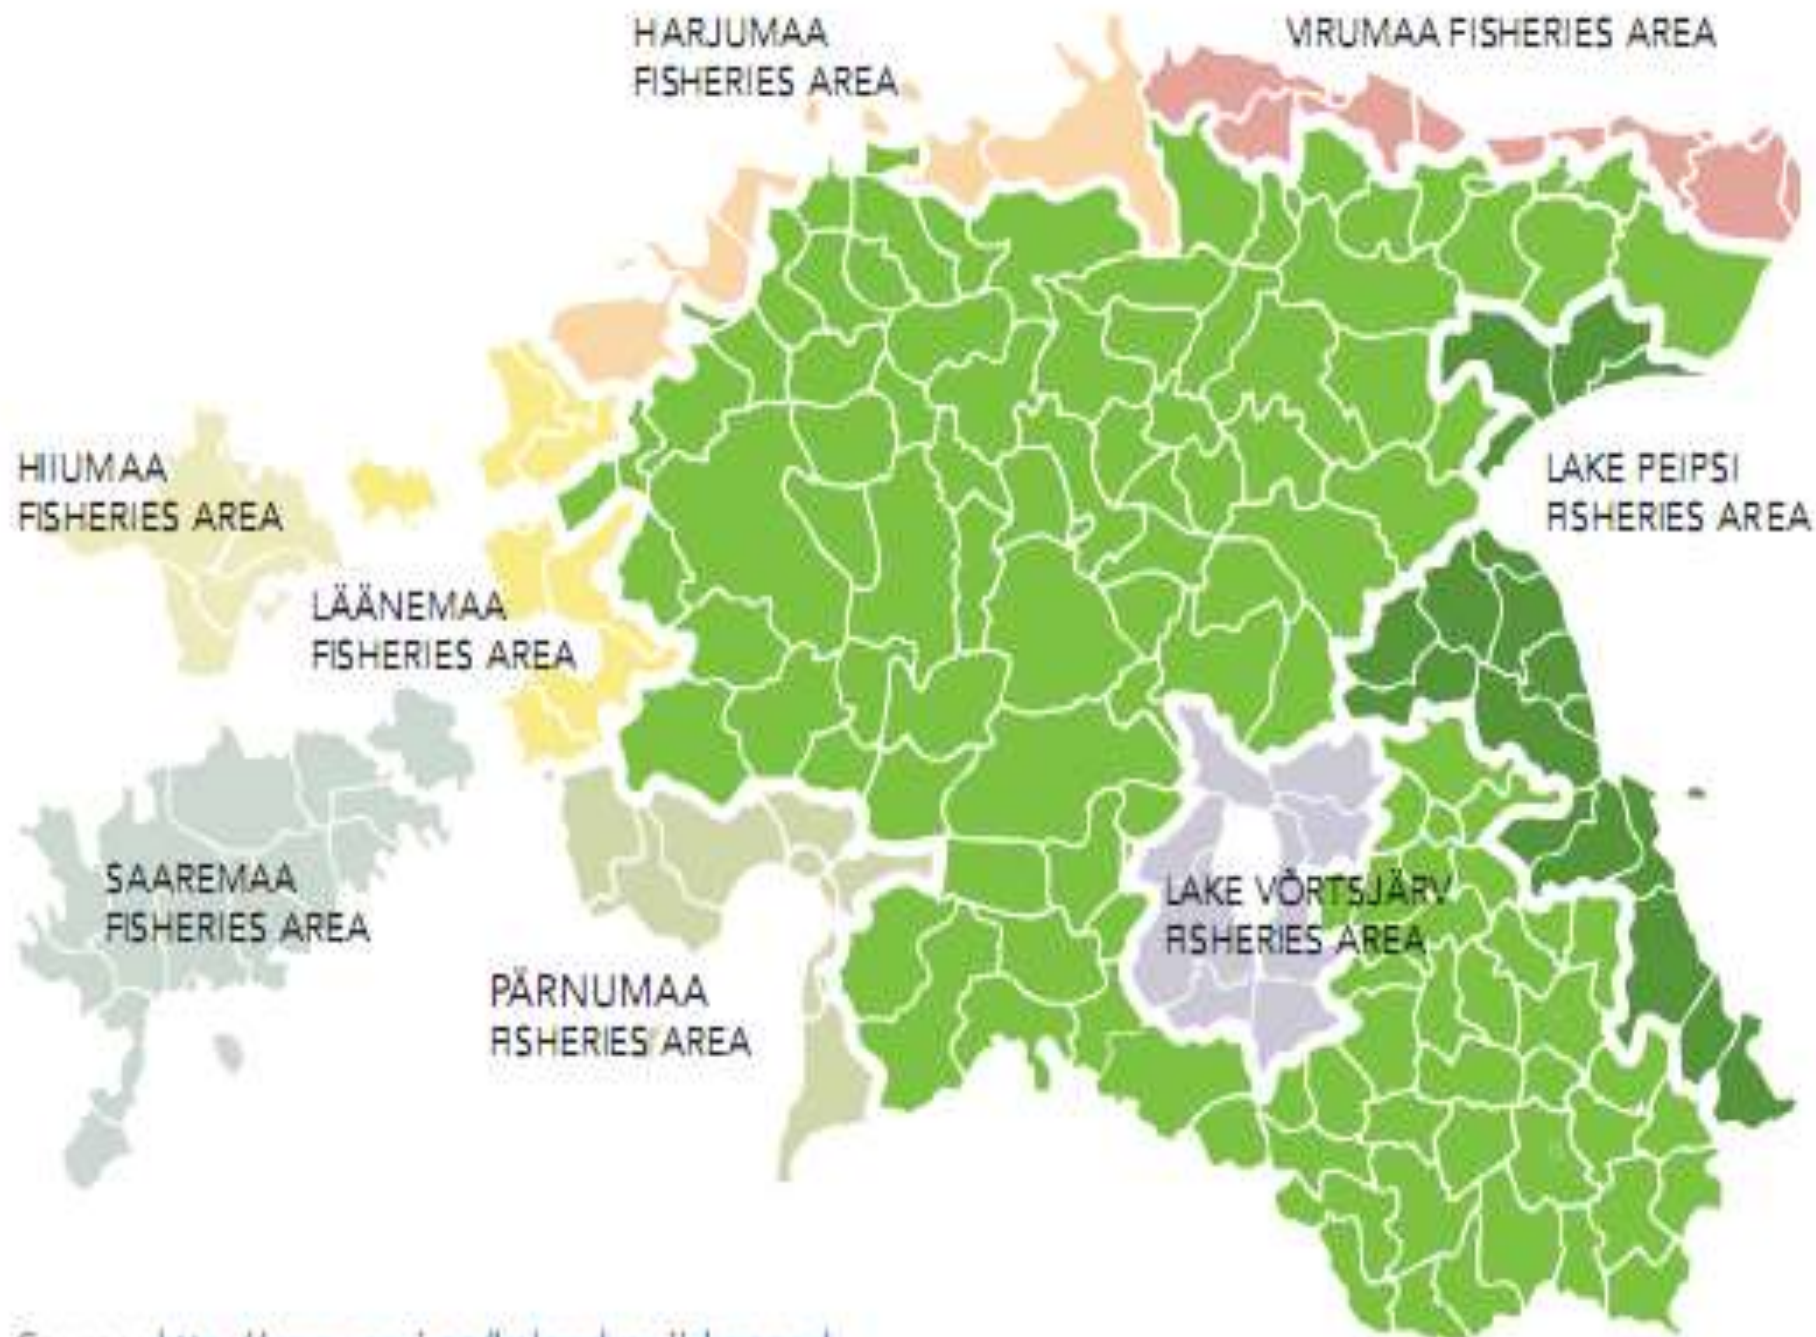 HARJUMAA
FISHERIES AREA
VIRUMAA FISHERIES AREA
HIIUMAA
FISHERIES AREA
LÄÄNEMAA
FISHERIES AREA
LAKE PEIPSI
FISHERIES AREA
SAAREMAA
FISHERIES AREA
LAKE VÕRTSJÄRV
FISHERIES AREA
PÄRNUMAA
FISHERIES AREA